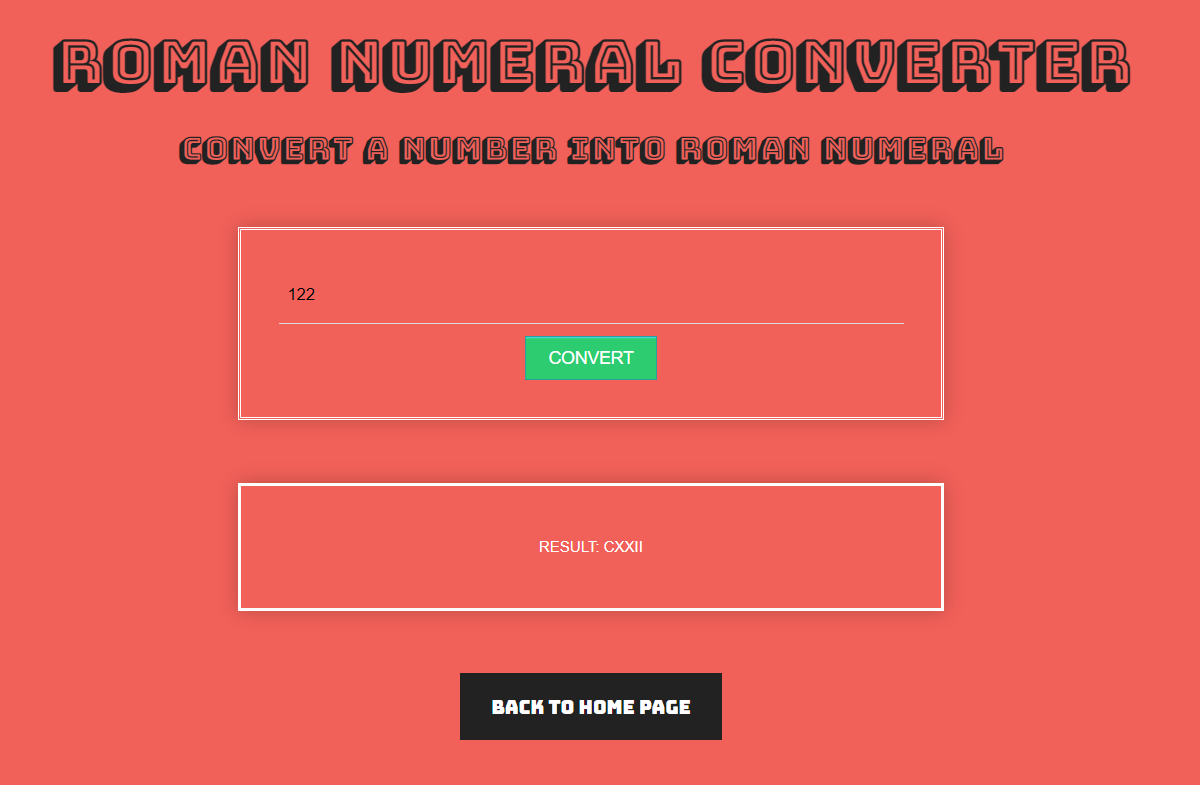 ROMAN NUMERAL CONVERTER
CONVERT A NUMBER INTO ROMAN NUMERAL
122
CONVERT
RESULT: CXXII
BACK TO HOME PAGE